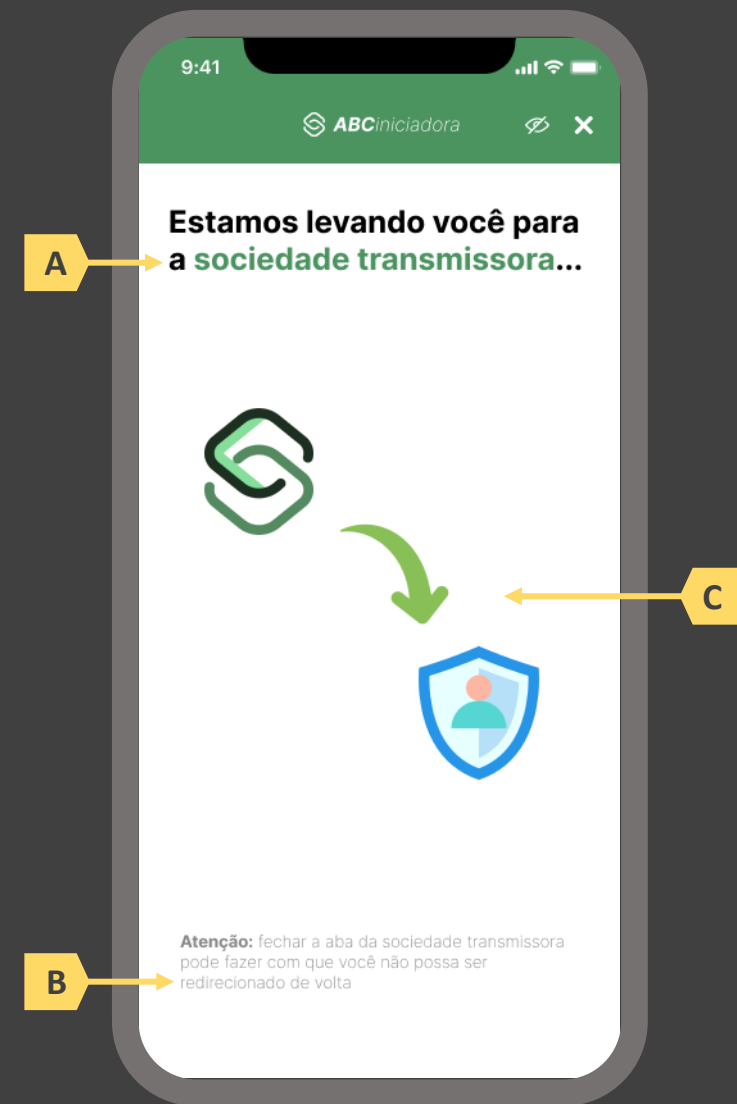 9:41
ABCiniciadora
Estamos levando você para
A
a sociedade transmissora...
C
Atenção: fechar a aba da sociedade transmissora
pode fazer com que você não possa ser
B
redirecionado de volta